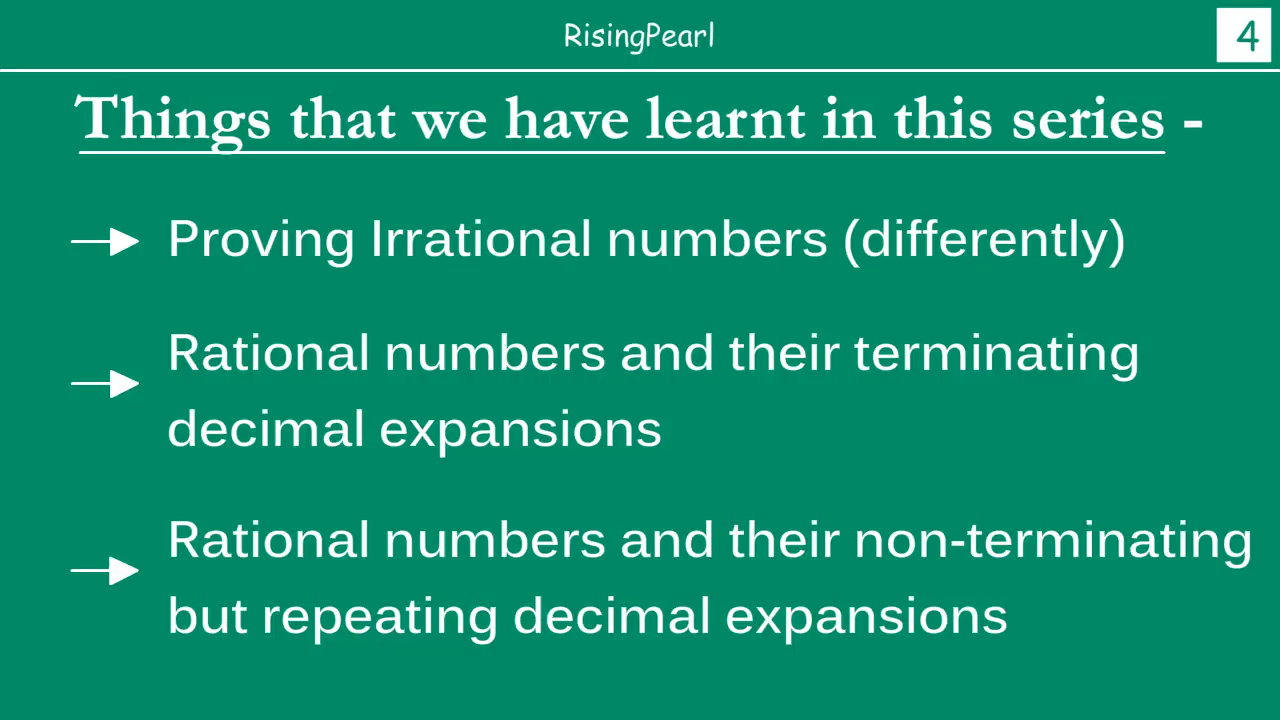 RisingPearl
4
Things that we have learnt in this series -
Proving Irrational numbers (differently)
Rational numbers and their terminating
decimal expansions
Rational numbers and their non-terminating
but repeating decimal expansions